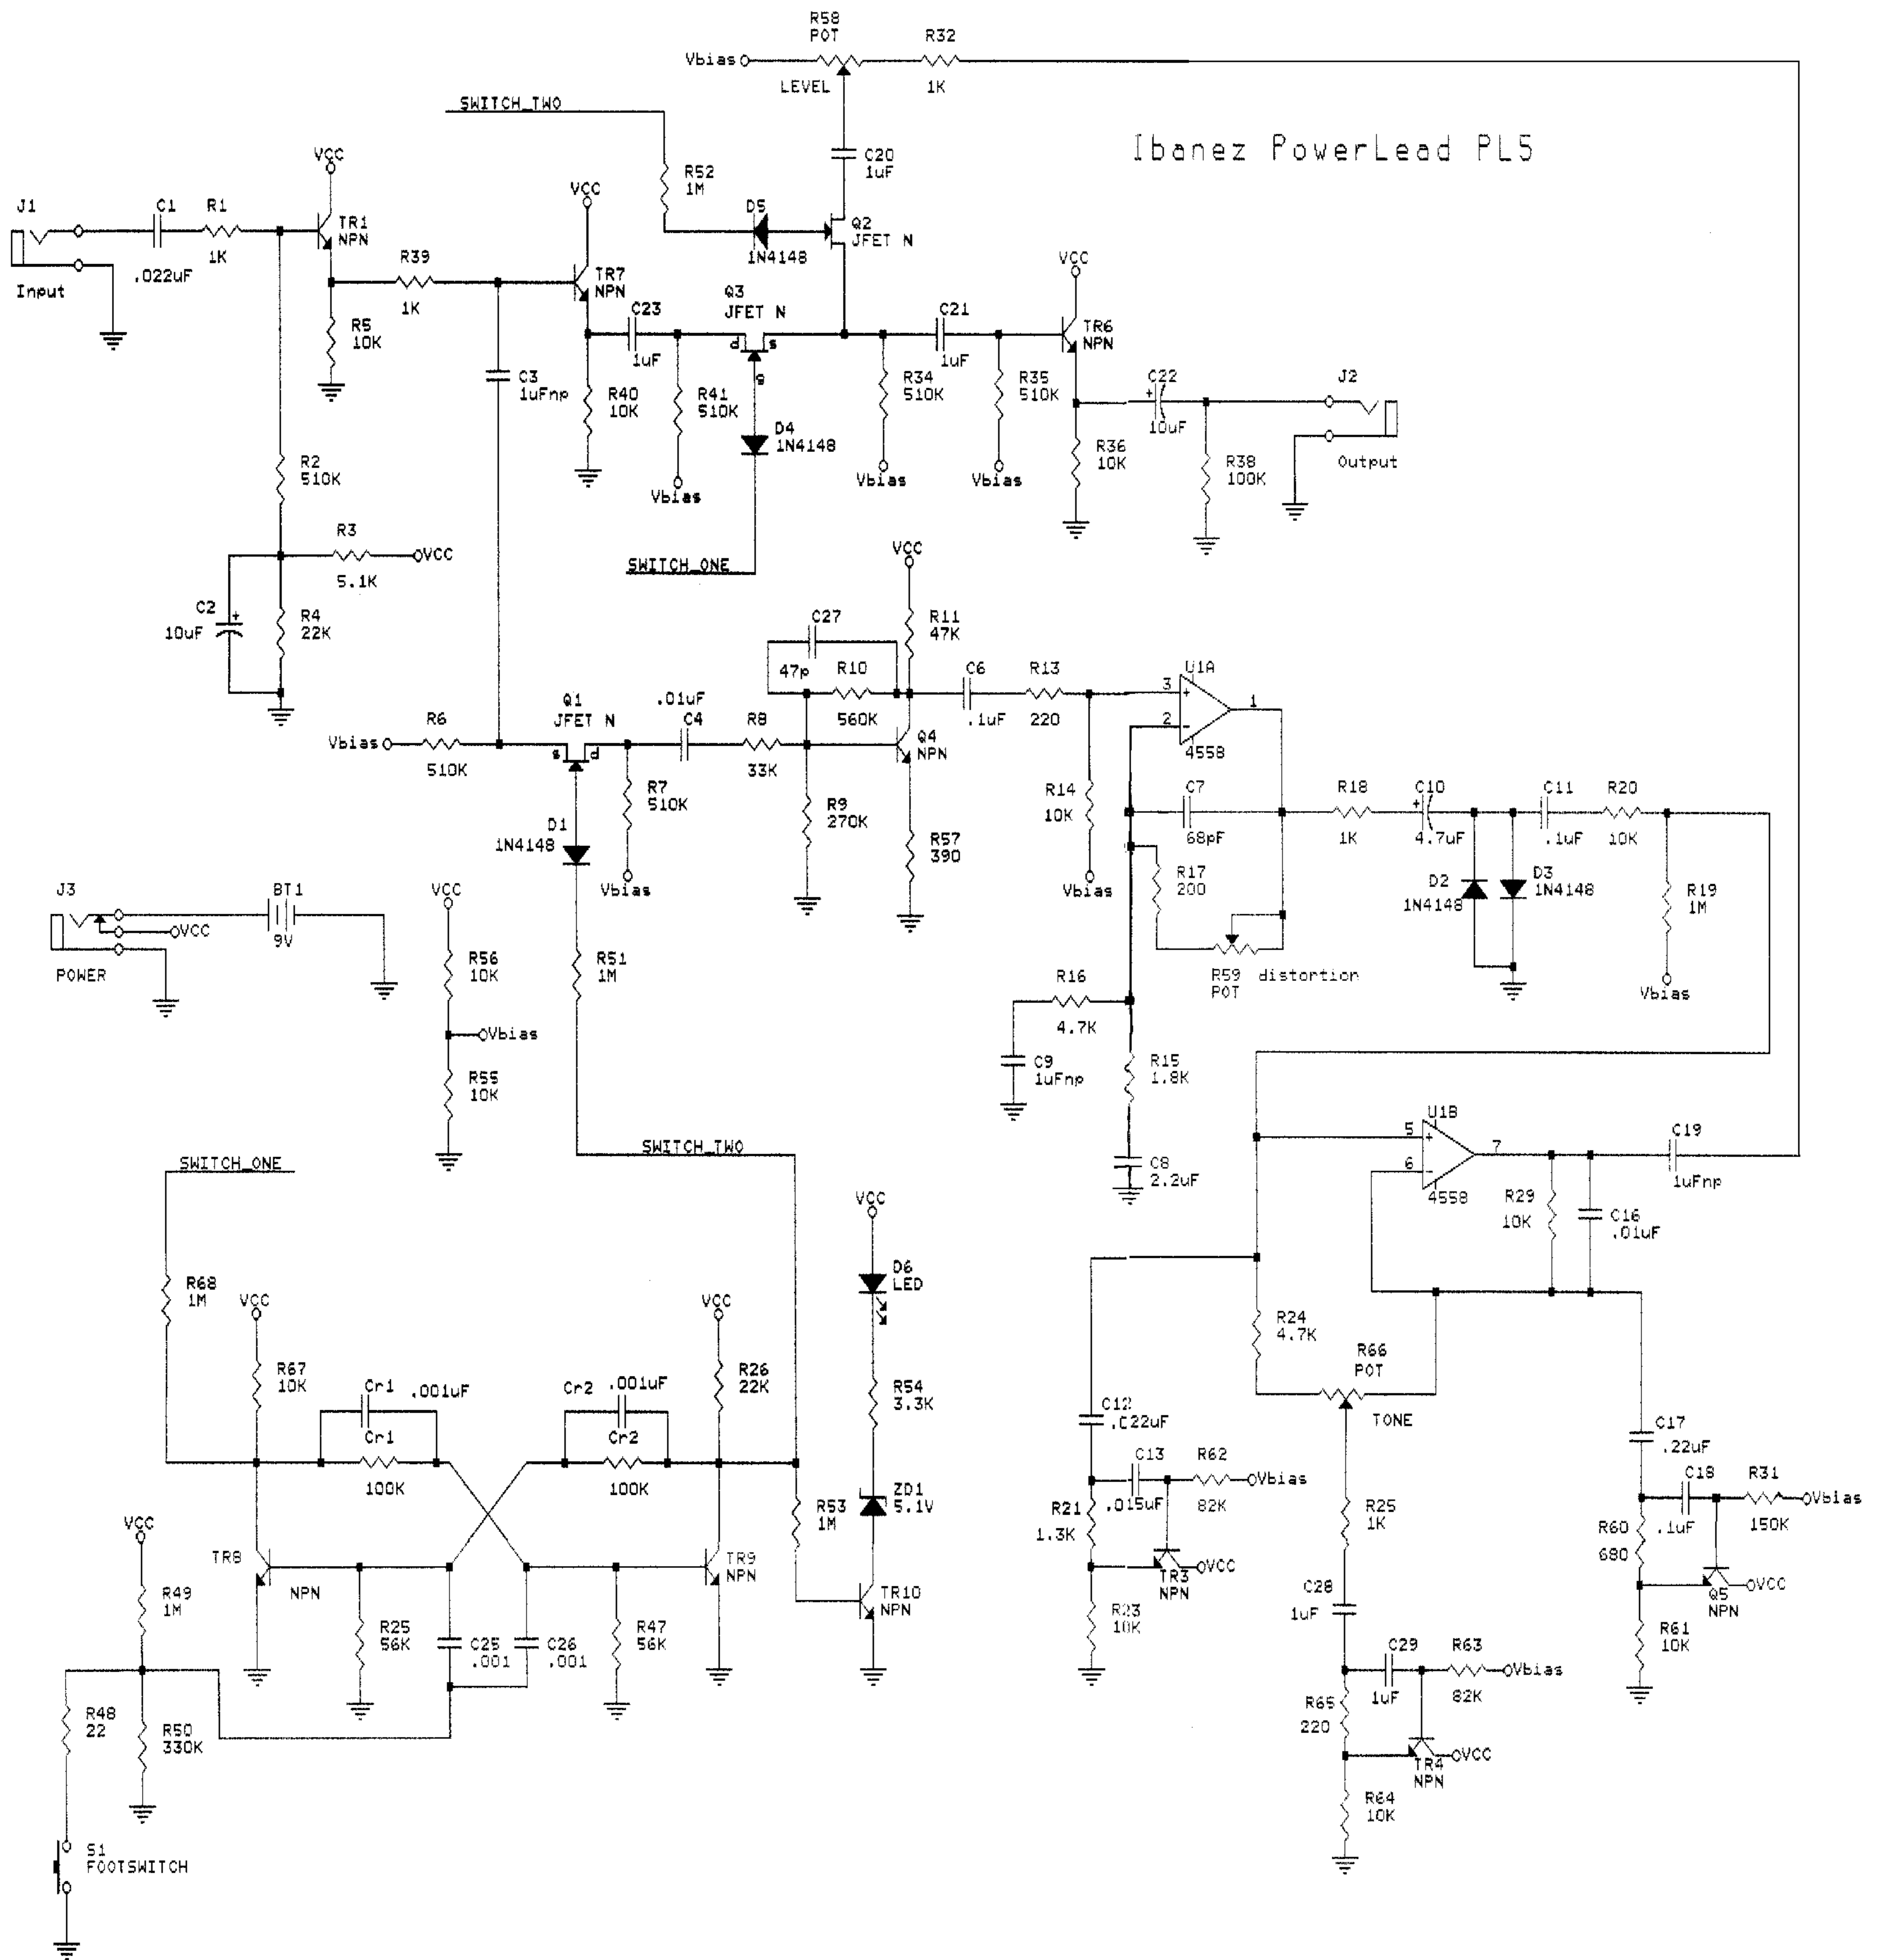 R58
POT
R32
Vbias
LEVEL
1K
SWITCH_TWO
Ibanez PowerLead PL5
VCC
C20
1uF
R52
1M
VCC
J1
C1
R1
TR1
NPN
D5
Q2
JFET N
1N4148
.022uF
1K
Input
R39
1K
TR7
NPN
VCC
Q3
JFET N
C23
1uF
d
s
g
C21
1uF
TR6
NPN
R5
10K
C3
1uFnp
R40
10K
R41
510K
R34
510K
R35
510K
C22
+
10uF
J2
D4
1N4148
R36
10K
R38
100K
Output
Vbias
Vbias
Vbias
R2
510K
R3
VCC
5.1K
SWITCH_ONE
VCC
C2
+
10uF
R4
22K
C27
47p
R11
47K
R10
560K
C6
.1uF
R13
220
U1A
3
+
2
-
1
4558
Q1
JFET N
.01uF
C4
R8
33K
Vbias
R6
510K
s
d
Q4
NPN
R7
510K
R9
270K
R14
10K
C7
68pF
R18
1K
C10
+
4.7uF
C11
.1uF
R20
10K
D1
1N4148
R57
390
Vbias
Vbias
R17
200
D2
1N4148
D3
1N4148
R19
1M
J3
BT1
VCC
9V
POWER
VCC
R56
10K
Vbias
R55
10K
R51
1M
R59
POT
distortion
Vbias
R16
4.7K
C9
1uFnp
R15
1.8K
C8
2.2uF
SWITCH_TWO
SWITCH_ONE
U1B
5
+
6
-
7
4558
C19
1uFnp
R29
10K
C16
.01uF
VCC
D6
LED
R68
1M
VCC
VCC
R67
10K
Cr1
.001uF
Cr1
100K
Cr2
.001uF
Cr2
100K
R26
22K
R54
3.3K
R24
4.7K
R66
POT
TONE
C12
.022uF
C13
.015uF
R62
82K
Vbias
C17
.22uF
C18
.1uF
R31
150K
Vbias
ZD1
5.1V
R53
1M
R21
1.3K
R25
1K
R60
680
VCC
TR8
NPN
TR9
NPN
TR10
NPN
TR3
NPN
VCC
Q5
NPN
VCC
R49
1M
R25
56K
C25
.001
C26
.001
R47
56K
R23
10K
C28
1uF
R61
10K
C29
1uF
R63
82K
Vbias
R48
22
R50
330K
R65
220
TR4
NPN
VCC
R64
10K
S1
FOOTSWITCH